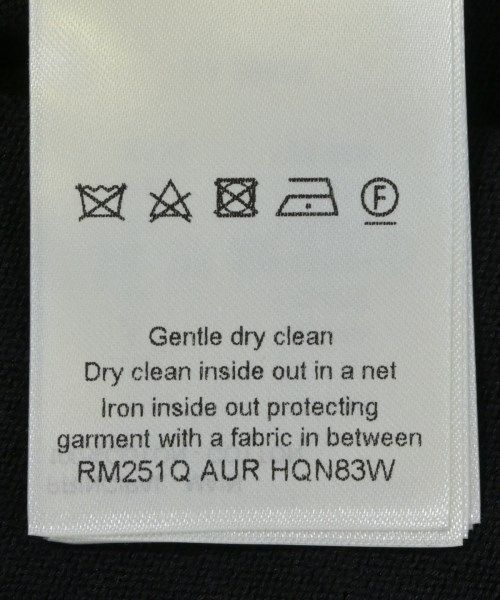 F
Gentle dry clean
Dry clean inside out in a net
Iron inside out protecting
garment with a fabric in between
RM251Q AUR HQN83W